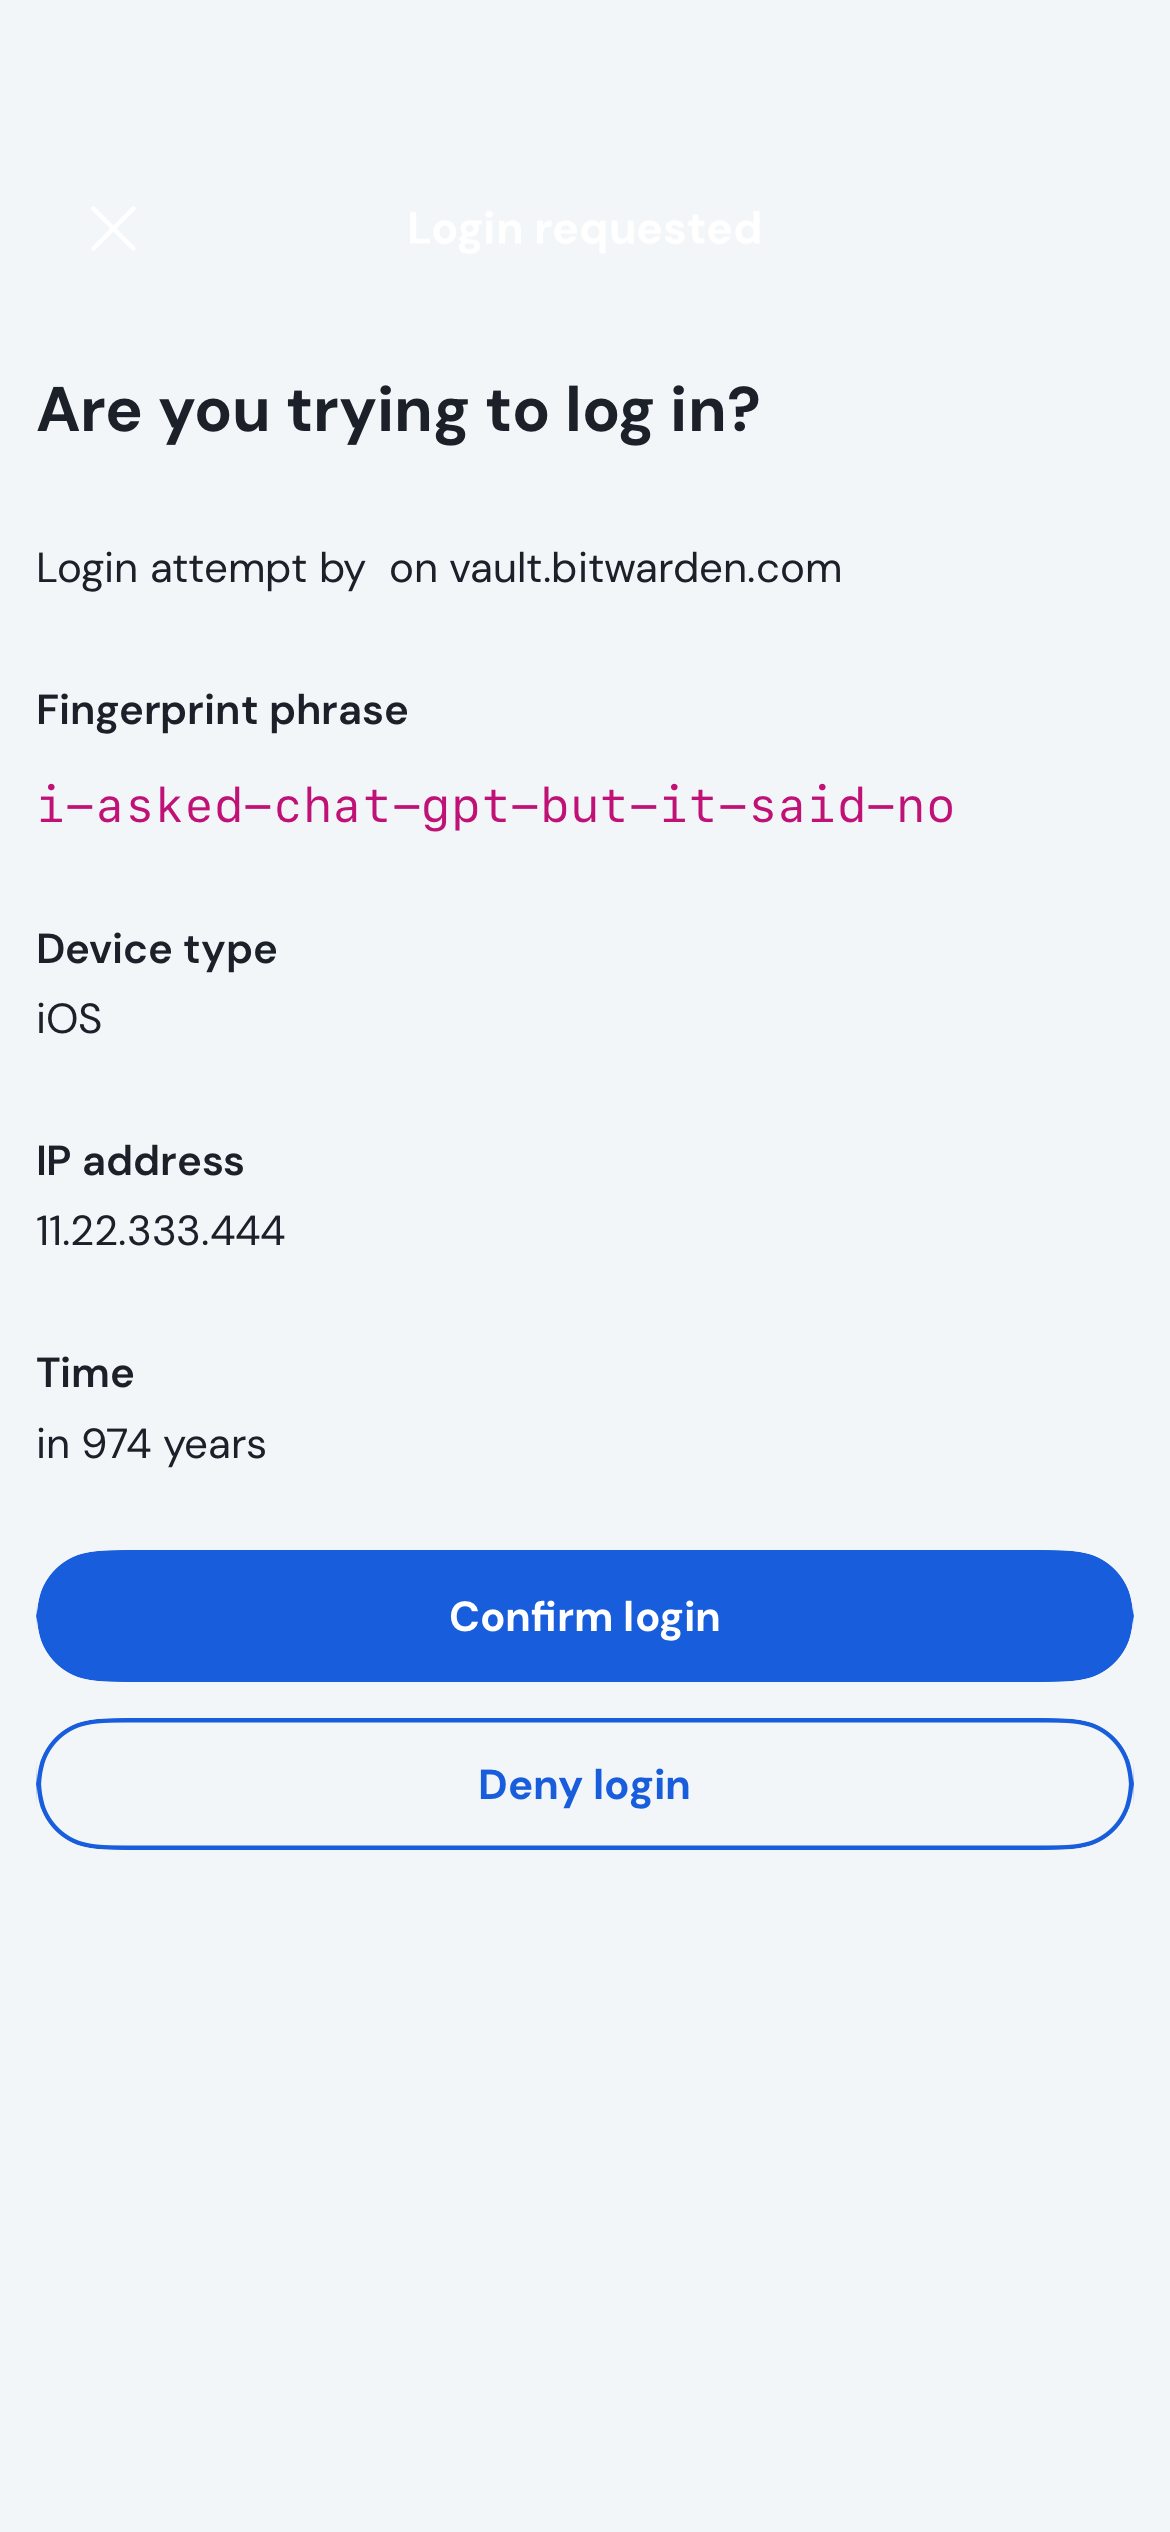 Login requested
Are you trying to log in?
Login attempt by  on vault.bitwarden.com
Fingerprint phrase
i-asked-chat-gpt-but-it-said-no
Device type
iOS
IP address
11.22.333.444
Time
in 974 years
Confirm login
Deny login